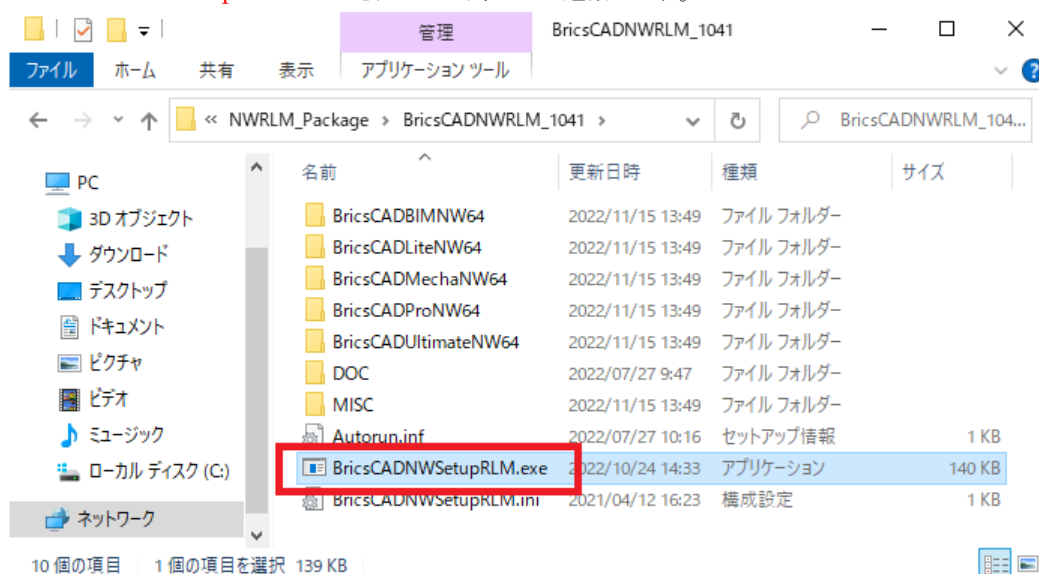 管理 BricsCADNWRLM_1041
ファイル ホーム 共有 表示 アプリケーション ツール
« NWRLM_Package › BricsCADNWRLM_1041 › BricsCADNWRLM_104...
名前 更新日時 種類 サイズ
PC
3D オブジェクト
ダウンロード
デスクトップ
ドキュメント
ピクチャ
ビデオ
ミュージック
ローカル ディスク (C:)
ネットワーク
BricsCADBIMNW64 2022/11/15 13:49 ファイル フォルダー
BricsCADLiteNW64 2022/11/15 13:49 ファイル フォルダー
BricsCADMechaNW64 2022/11/15 13:49 ファイル フォルダー
BricsCADProNW64 2022/11/15 13:49 ファイル フォルダー
BricsCADUltimateNW64 2022/11/15 13:49 ファイル フォルダー
DOC 2022/07/27 9:47 ファイル フォルダー
MISC 2022/11/15 13:49 ファイル フォルダー
Autorun.inf 2022/07/27 10:16 セットアップ情報 1 KB
BricsCADNWSetupRLM.exe 2022/10/24 14:33 アプリケーション 140 KB
BricsCADNWSetupRLM.ini 2021/04/12 16:23 構成設定 1 KB
10 個の項目 1 個の項目を選択 139 KB